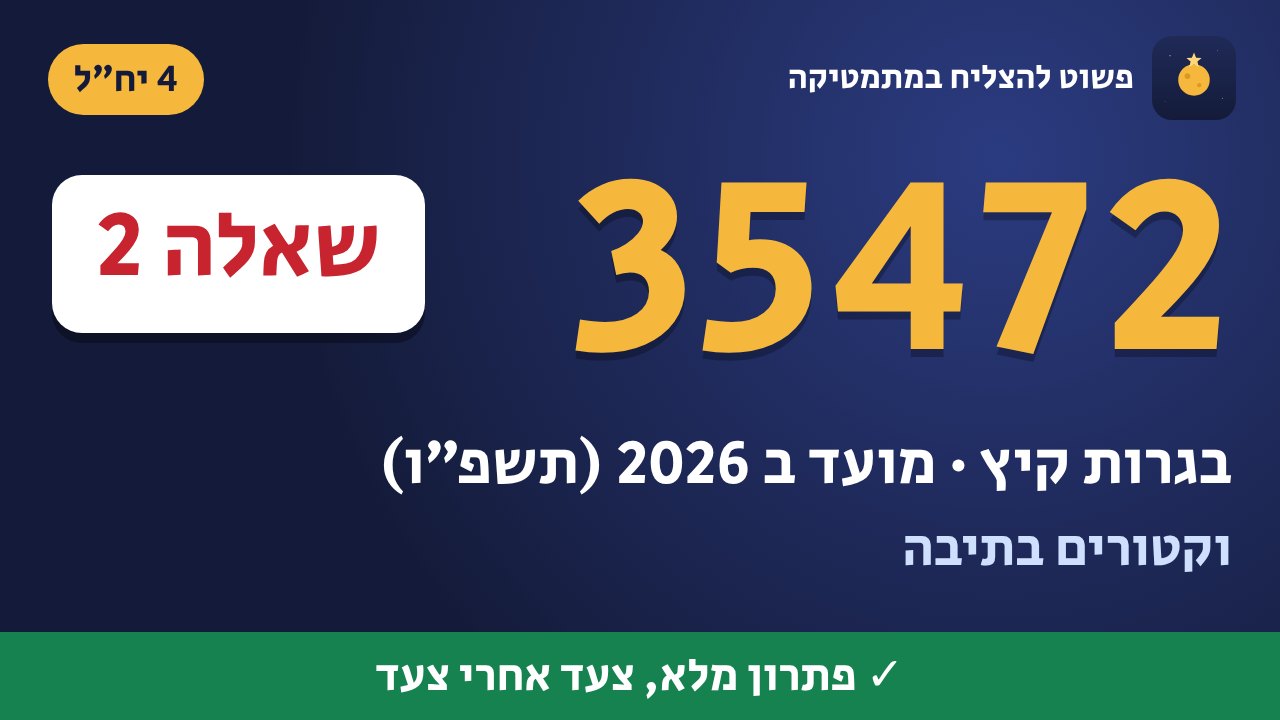 פשוט להצליח במתמטיקה
4 יח״ל
35472
שאלה 2
בגרות קיץ · מועד ב 2026 (תשפ״ו)
וקטורים בתיבה
✓ פתרון מלא, צעד אחרי צעד